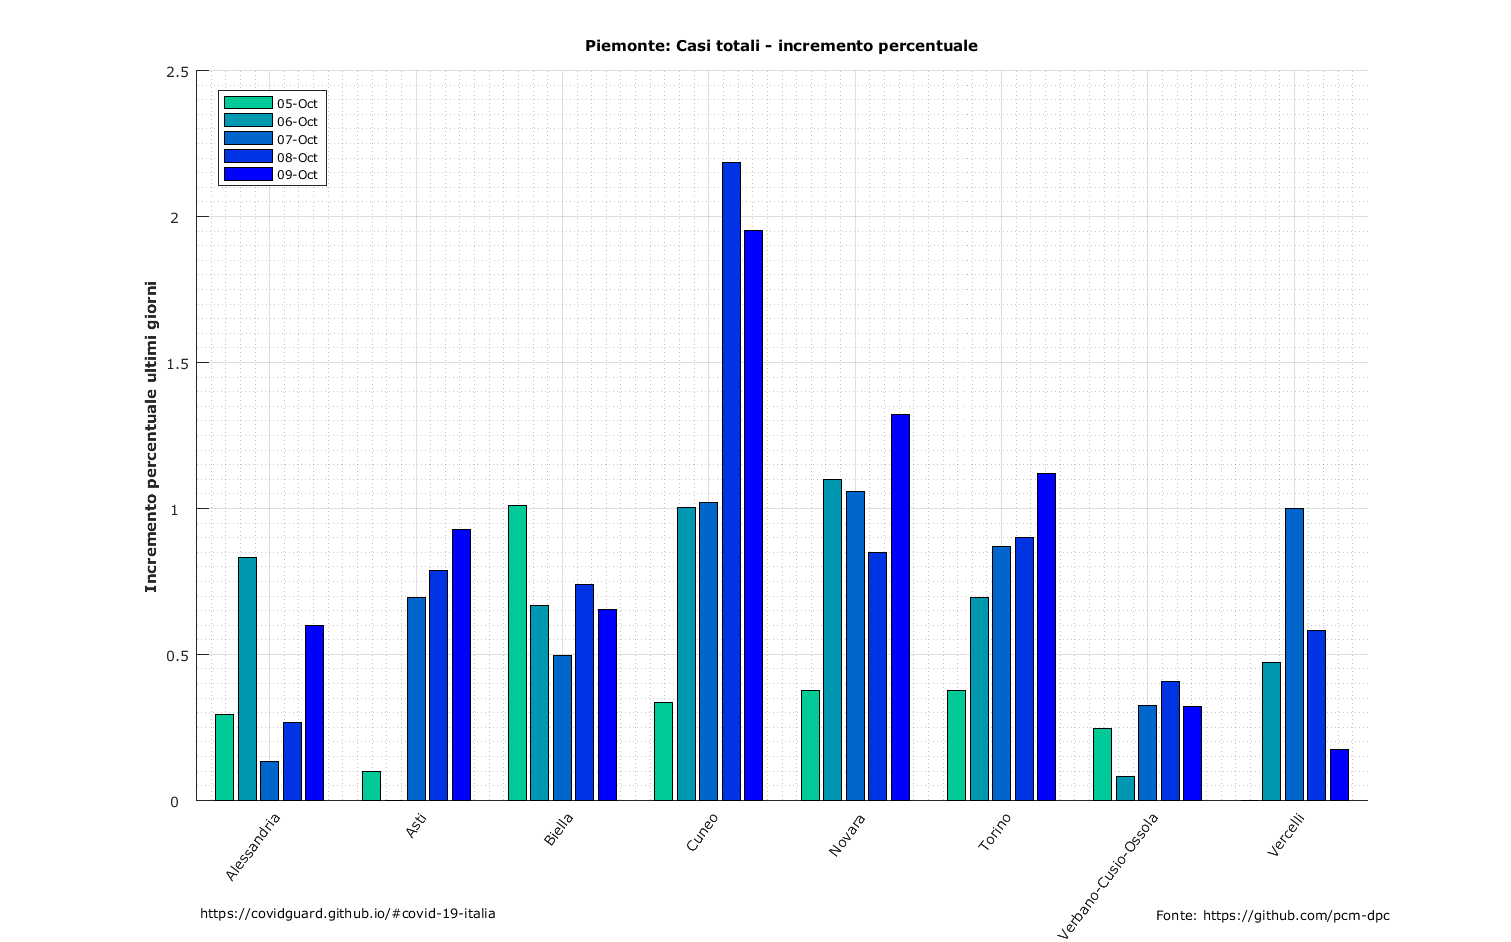 Piemonte: Casi totali - incremento percentuale
2.5
2
1.5
1
0.5
0
Incremento percentuale ultimi giorni
05-Oct
06-Oct
07-Oct
08-Oct
09-Oct
Alessandria
Asti
Biella
Cuneo
Novara
Torino
Verbano-Cusio-Ossola
Vercelli
https://covidguard.github.io/#covid-19-italia
Fonte: https://github.com/pcm-dpc